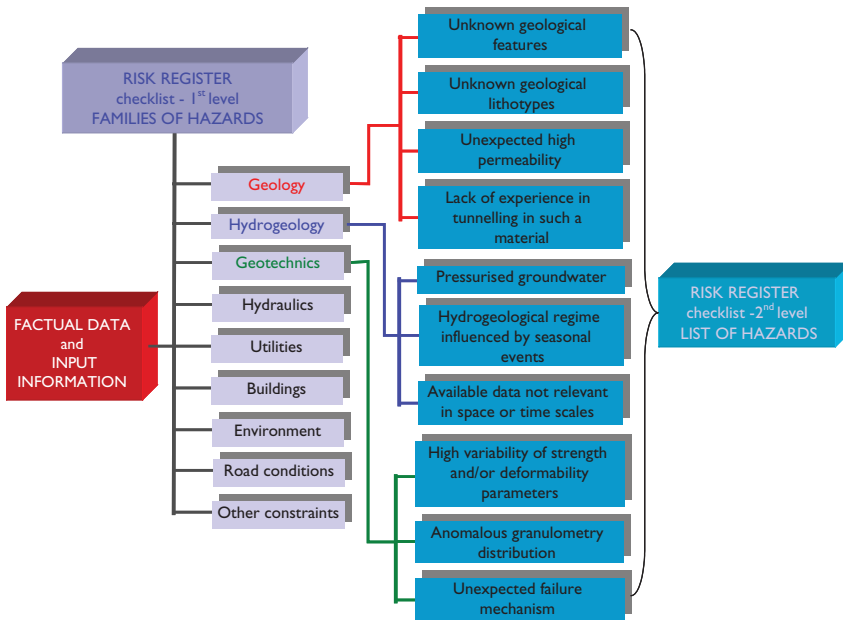 RISK REGISTER
checklist - 1st level
FAMILIES OF HAZARDS
Geology
Hydrogeology
Geotechnics
Hydraulics
Utilities
Buildings
Environment
Road conditions
Other constraints
FACTUAL DATA
and
INPUT
INFORMATION
Unknown geological
features
Unknown geological
lithotypes
Unexpected high
permeability
Lack of experience in
tunnelling in such a
material
Pressurised groundwater
Hydrogeological regime
influenced by seasonal
events
Available data not relevant
in space or time scales
High variability of strength
and/or deformability
parameters
Anomalous granulometry
distribution
Unexpected failure
mechanism
RISK REGISTER
checklist -2nd level
LIST OF HAZARDS